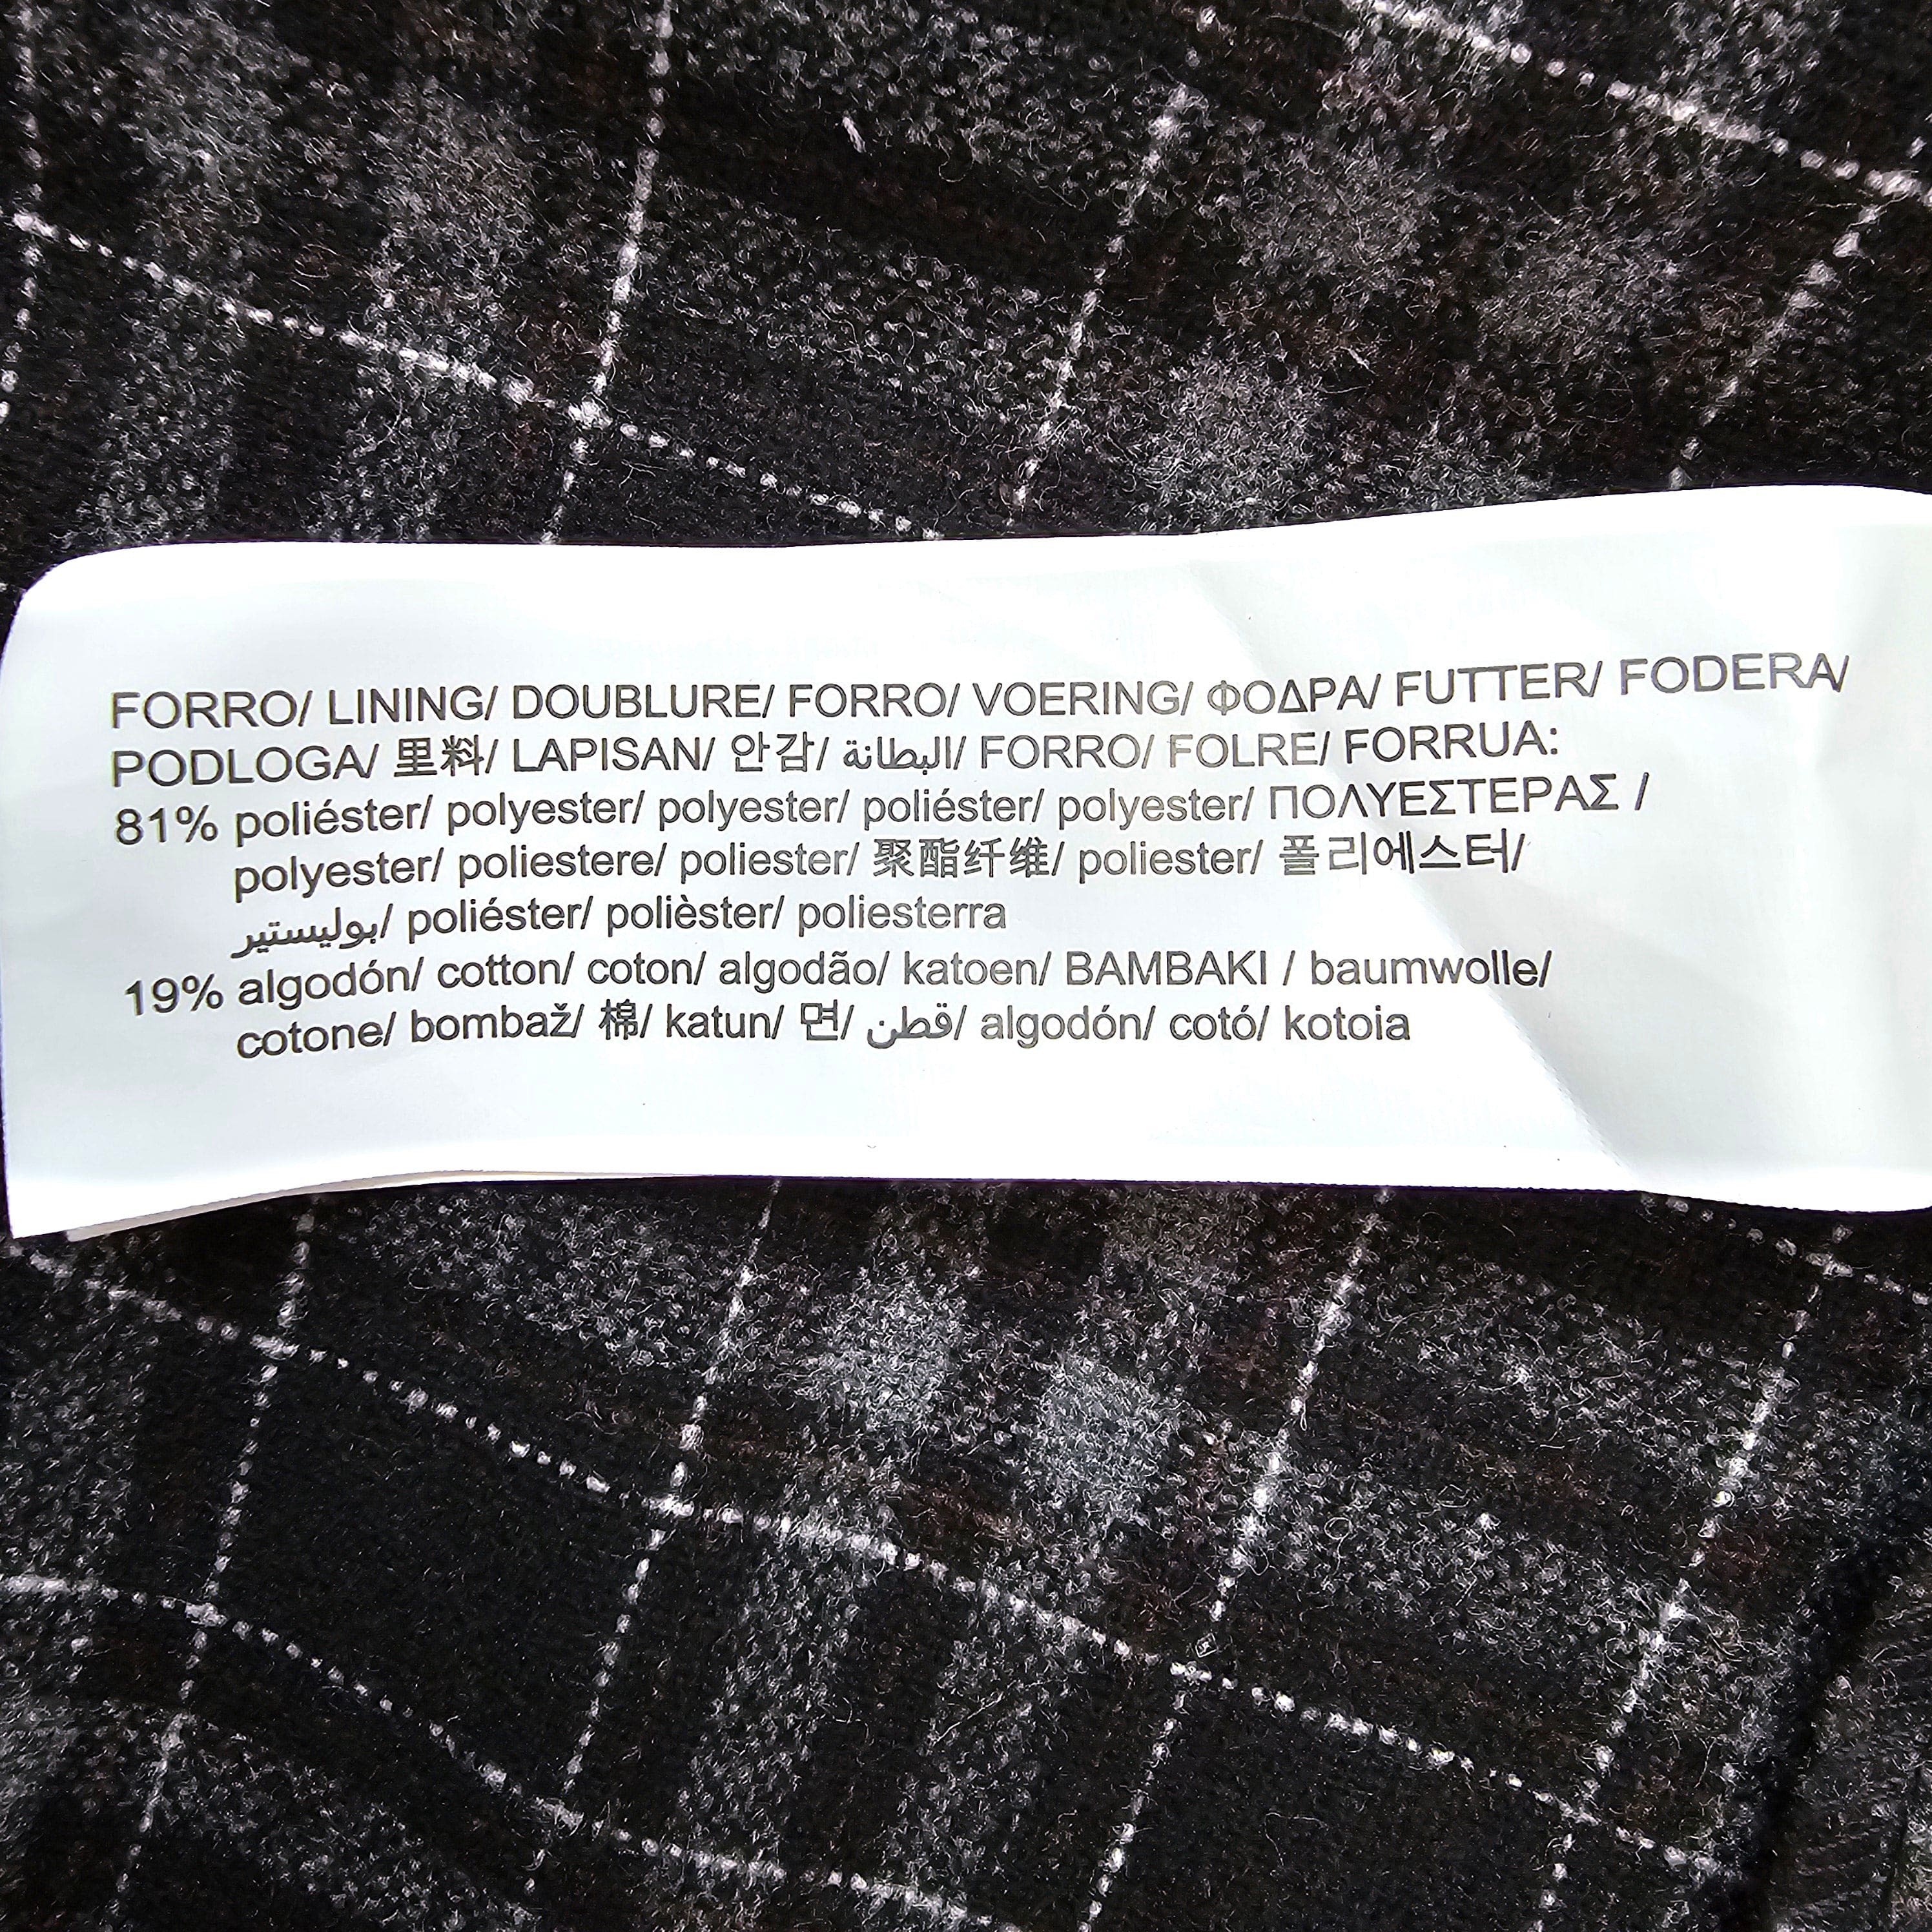 FORRO/ LINING/ DOUBLURE/ FORRO/ VOERING/ ΦΟΔΡΑ/ FUTTER/ FODERA/
PODLOGA/ 里料/ LAPISAN/ 안감/ البطانة/ FORRO/ FOLRE/ FORRUA:
81% poliéster/ polyester/ polyester/ poliéster/ polyester/ ΠΟΛΥΕΣΤΕΡΑΣ /
polyester/ poliestere/ poliester/ 聚酯纤维/ poliester/ 폴리에스터/
بوليستير/ poliéster/ polièster/ poliesterra
19% algodón/ cotton/ coton/ algodão/ katoen/ BAMBAKI / baumwolle/
cotone/ bombaž/ 棉/ katun/ 면/ قطن/ algodón/ cotó/ kotoia